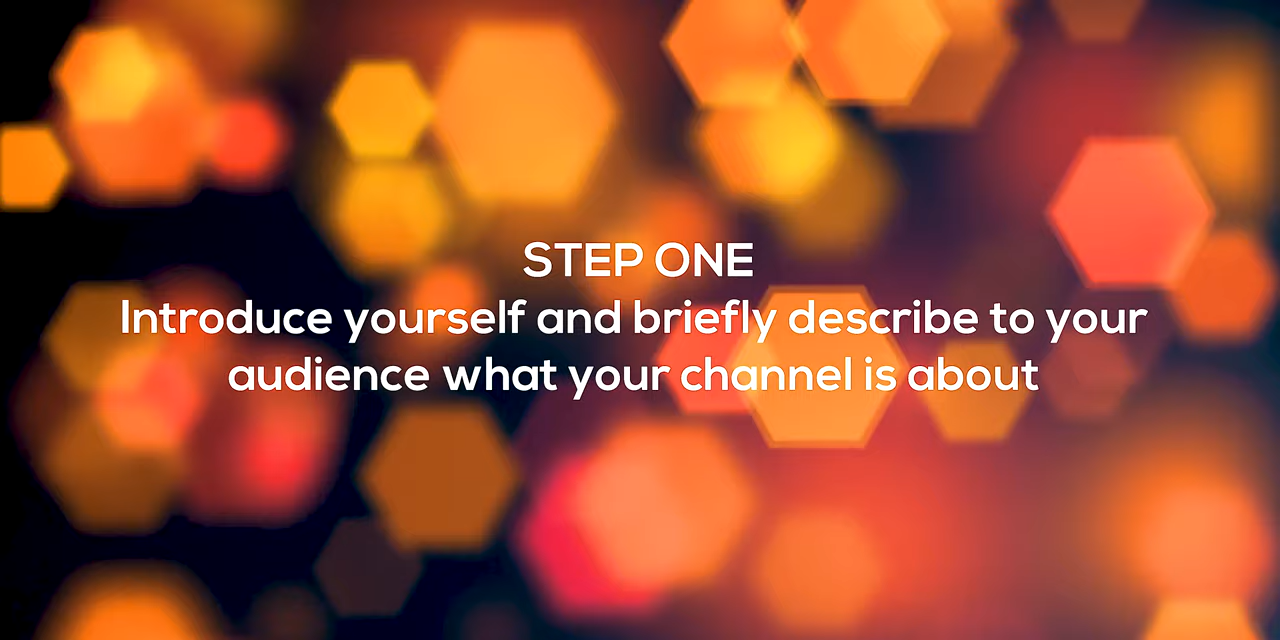 STEP ONE
Introduce yourself and briefly describe to your
audience what your channel is about